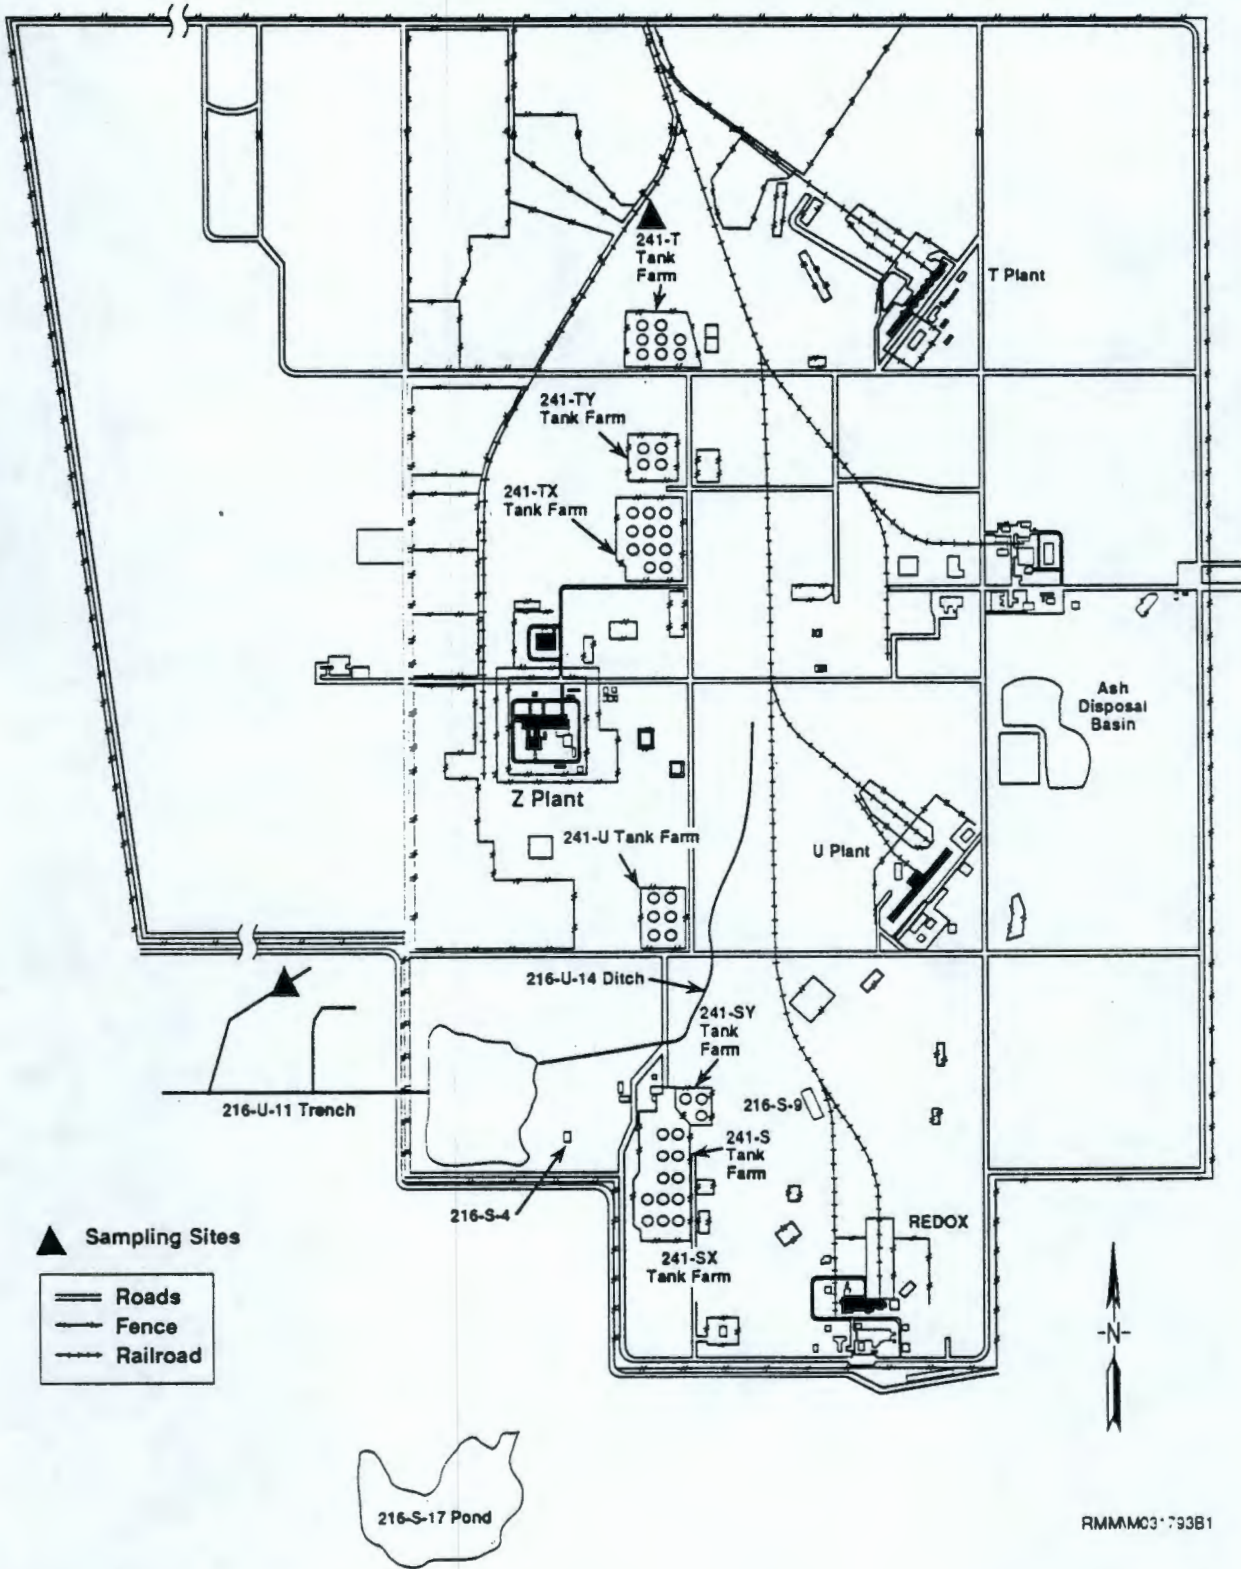 241-T
Tank
Farm
T Plant
241-TY
Tank Farm
241-TX
Tank Farm
Ash
Disposal
Basin
Z Plant
241-U Tank Farm
U Plant
216-U-14 Ditch
241-SY
Tank
Farm
216-U-11 Trench
216-S-9
241-S
Tank
Farm
216-S-4
REDOX
Sampling Sites
241-SX
Tank Farm
Roads
Fence
Railroad
-N-
216-S-17 Pond